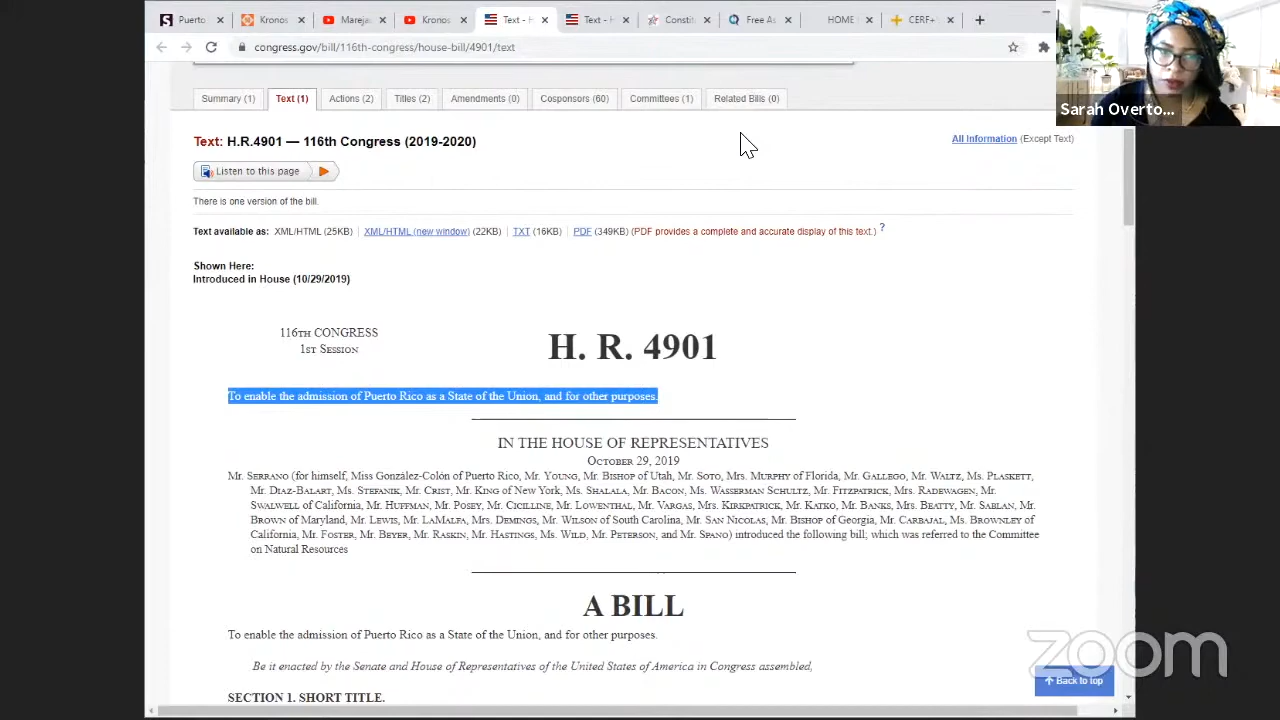 Puerto
Kronos
Mareja
Kronos
Text - H
Text - H
Constit
Free As
HOME
CERF+
congress.gov/bill/116th-congress/house-bill/4901/text
Sarah Overto...
Summary (1) Text (1) Actions (2) Titles (2) Amendments (0) Cosponsors (60) Committees (1) Related Bills (0)
Text: H.R.4901 — 116th Congress (2019-2020)
All Information (Except Text)
Listen to this page
There is one version of the bill.
Text available as: XML/HTML (25KB) XML/HTML (new window) (22KB) TXT (16KB) PDF (349KB) (PDF provides a complete and accurate display of this text.) ?
Shown Here:
Introduced in House (10/29/2019)
116TH CONGRESS
1ST SESSION
H. R. 4901
To enable the admission of Puerto Rico as a State of the Union, and for other purposes.
IN THE HOUSE OF REPRESENTATIVES
OCTOBER 29, 2019
Mr. SERRANO (for himself, Miss GONZÁLEZ-COLÓN of Puerto Rico, Mr. YOUNG, Mr. BISHOP of Utah, Mr. SOTO, Mrs. MURPHY of Florida, Mr. GALLEGO, Mr. WALTZ, Ms. PLASKETT,
Mr. DIAZ-BALART, Ms. STEFANIK, Mr. CRIST, Mr. KING of New York, Ms. SHALALA, Mr. BACON, Ms. WASSERMAN SCHULTZ, Mr. FITZPATRICK, Mrs. RADEWAGEN, Mr.
SWALWELL of California, Mr. HUFFMAN, Mr. POSEY, Mr. CICILLINE, Mr. LOWENTHAL, Mr. VARGAS, Mrs. KIRKPATRICK, Mr. KATKO, Mr. BANKS, Mrs. BEATTY, Mr. SABLAN, Mr.
BROWN of Maryland, Mr. LEWIS, Mr. LAMALFA, Mrs. DEMINGS, Mr. WILSON of South Carolina, Mr. SAN NICOLAS, Mr. BISHOP of Georgia, Mr. CARBAJAL, Ms. BROWNLEY of
California, Mr. FOSTER, Mr. BEYER, Mr. RASKIN, Mr. HASTINGS, Ms. WILD, Mr. PETERSON, and Mr. SPANO) introduced the following bill; which was referred to the Committee
on Natural Resources
A BILL
To enable the admission of Puerto Rico as a State of the Union, and for other purposes.
Be it enacted by the Senate and House of Representatives of the United States of America in Congress assembled,
SECTION 1. SHORT TITLE.
zoom
Back to top